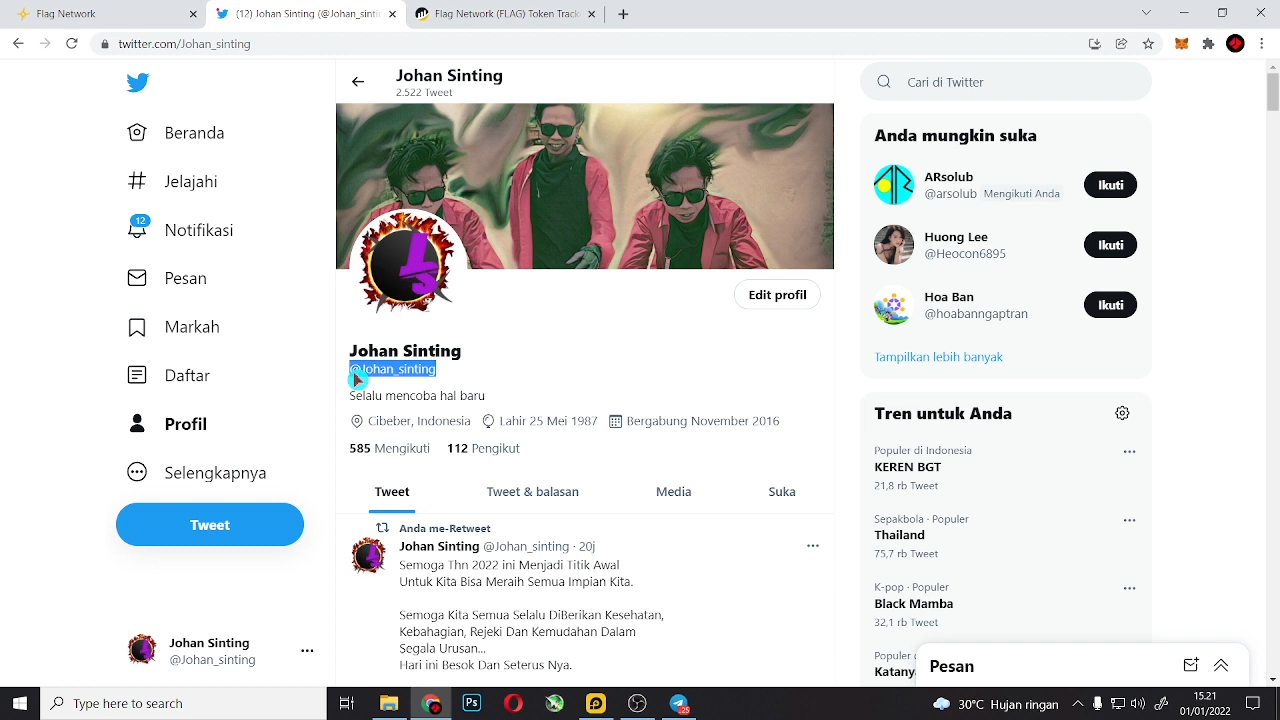 Flag Network
(12) Johan Sinting (@Johan_sinti
Flag Network (FLAG) Token Track
twitter.com/Johan_sinting
Beranda
Jelajahi
12
Notifikasi
Pesan
Markah
Daftar
Profil
Selengkapnya
Tweet
Johan Sinting
@Johan_sinting
Johan Sinting
2.522 Tweet
Edit profil
Johan Sinting
@Johan_sinting
Selalu mencoba hal baru
Cibeber, Indonesia Lahir 25 Mei 1987 Bergabung November 2016
585 Mengikuti 112 Pengikut
Tweet Tweet & balasan Media Suka
Anda me-Retweet
Johan Sinting @Johan_sinting · 20j
Semoga Thn 2022 ini Menjadi Titik Awal
Untuk Kita Bisa Meraih Semua Impian Kita.
Semoga Kita Semua Selalu DiBerikan Kesehatan,
Kebahagian, Rejeki Dan Kemudahan Dalam
Segala Urusan...
Hari ini Besok Dan Seterus Nya.
Cari di Twitter
Anda mungkin suka
ARsolub
@arsolub Mengikuti Anda
Ikuti
Huong Lee
@Heocon6895
Ikuti
Hoa Ban
@hoabanngaptran
Ikuti
Tampilkan lebih banyak
Tren untuk Anda
Populer di Indonesia
KEREN BGT
21,8 rb Tweet
Sepakbola · Populer
Thailand
75,7 rb Tweet
K-pop · Populer
Black Mamba
32,1 rb Tweet
Populer
Katany
Pesan
Type here to search
Ps
25
30°C Hujan ringan
15.21
01/01/2022